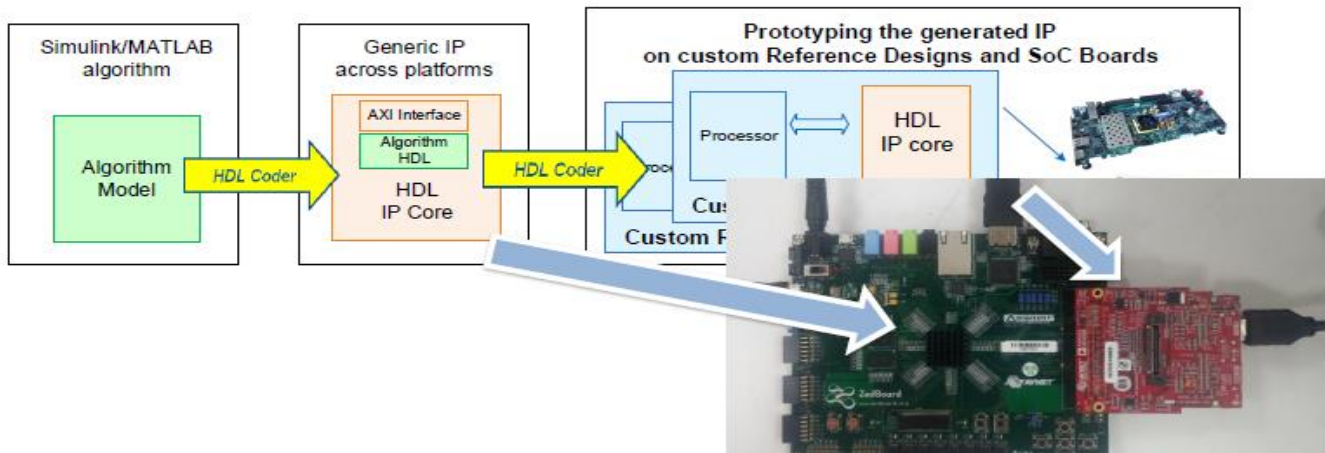 Simulink/MATLAB
algorithm
Algorithm
Model
HDL Coder
Generic IP
across platforms
AXI Interface
Algorithm
HDL
HDL
IP Core
HDL Coder
Prototyping the generated IP
on custom Reference Designs and SoC Boards
Processor
HDL
IP core
Cus
Custom R
ZedBoard
AVNET